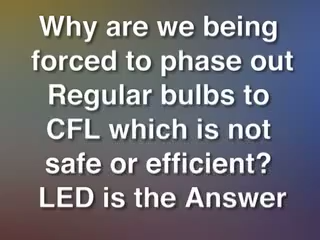 Why are we being
forced to phase out
Regular bulbs to
CFL which is not
safe or efficient?
LED is the Answer